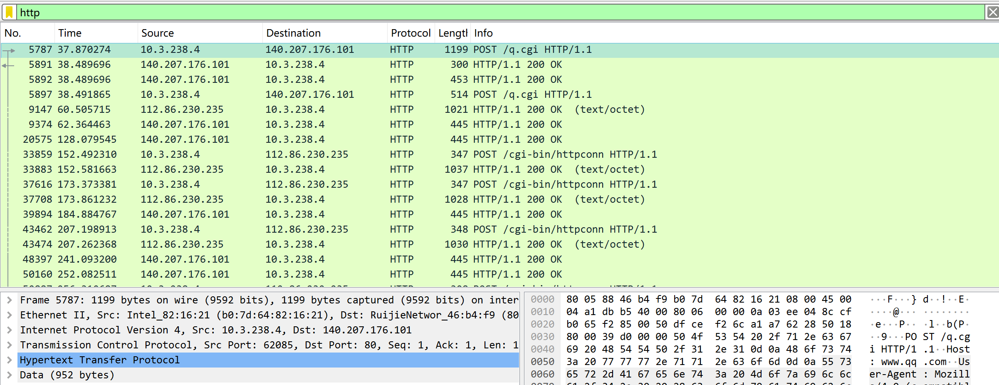 http
No. Time Source Destination Protocol Length Info
5787 37.870274 10.3.238.4 140.207.176.101 HTTP 1199 POST /q.cgi HTTP/1.1
5891 38.489696 140.207.176.101 10.3.238.4 HTTP 300 HTTP/1.1 200 OK
5892 38.489696 140.207.176.101 10.3.238.4 HTTP 453 HTTP/1.1 200 OK
5897 38.491865 10.3.238.4 140.207.176.101 HTTP 514 POST /q.cgi HTTP/1.1
9147 60.505715 112.86.230.235 10.3.238.4 HTTP 1021 HTTP/1.1 200 OK (text/octet)
9374 62.364463 140.207.176.101 10.3.238.4 HTTP 445 HTTP/1.1 200 OK
20575 128.079545 140.207.176.101 10.3.238.4 HTTP 445 HTTP/1.1 200 OK
33859 152.492310 10.3.238.4 112.86.230.235 HTTP 347 POST /cgi-bin/httpconn HTTP/1.1
33883 152.581663 112.86.230.235 10.3.238.4 HTTP 1037 HTTP/1.1 200 OK (text/octet)
37616 173.373381 10.3.238.4 112.86.230.235 HTTP 347 POST /cgi-bin/httpconn HTTP/1.1
37708 173.861232 112.86.230.235 10.3.238.4 HTTP 1028 HTTP/1.1 200 OK (text/octet)
39894 184.884767 140.207.176.101 10.3.238.4 HTTP 445 HTTP/1.1 200 OK
43462 207.198913 10.3.238.4 112.86.230.235 HTTP 348 POST /cgi-bin/httpconn HTTP/1.1
43474 207.262368 112.86.230.235 10.3.238.4 HTTP 1030 HTTP/1.1 200 OK (text/octet)
48397 241.093200 140.207.176.101 10.3.238.4 HTTP 445 HTTP/1.1 200 OK
50160 252.082511 140.207.176.101 10.3.238.4 HTTP 445 HTTP/1.1 200 OK
Frame 5787: 1199 bytes on wire (9592 bits), 1199 bytes captured (9592 bits) on inter
Ethernet II, Src: Intel_82:16:21 (b0:7d:64:82:16:21), Dst: RuijieNetwor_46:b4:f9 (80
Internet Protocol Version 4, Src: 10.3.238.4, Dst: 140.207.176.101
Transmission Control Protocol, Src Port: 62085, Dst Port: 80, Seq: 1, Ack: 1, Len: 1
Hypertext Transfer Protocol
Data (952 bytes)
0000 80 05 88 46 b4 f9 b0 7d 64 82 16 21 08 00 45 00 ···F···} d··!··E·
0010 04 a1 db b5 40 00 80 06 00 00 0a 03 ee 04 8c cf ····@··· ········
0020 b0 65 f2 85 00 50 df ce f2 6c a1 a7 62 28 50 18 ·e···P·· ·l··b(P·
0030 80 00 39 d0 00 00 50 4f 53 54 20 2f 71 2e 63 67 ··9···PO ST /q.cg
0040 69 20 48 54 54 50 2f 31 2e 31 0d 0a 48 6f 73 74 i HTTP/1 .1··Host
0050 3a 20 77 77 77 2e 71 71 2e 63 6f 6d 0d 0a 55 73 : www.qq .com··Us
0060 65 72 2d 41 67 65 6e 74 3a 20 4d 6f 7a 69 6c 6c er-Agent : Mozill